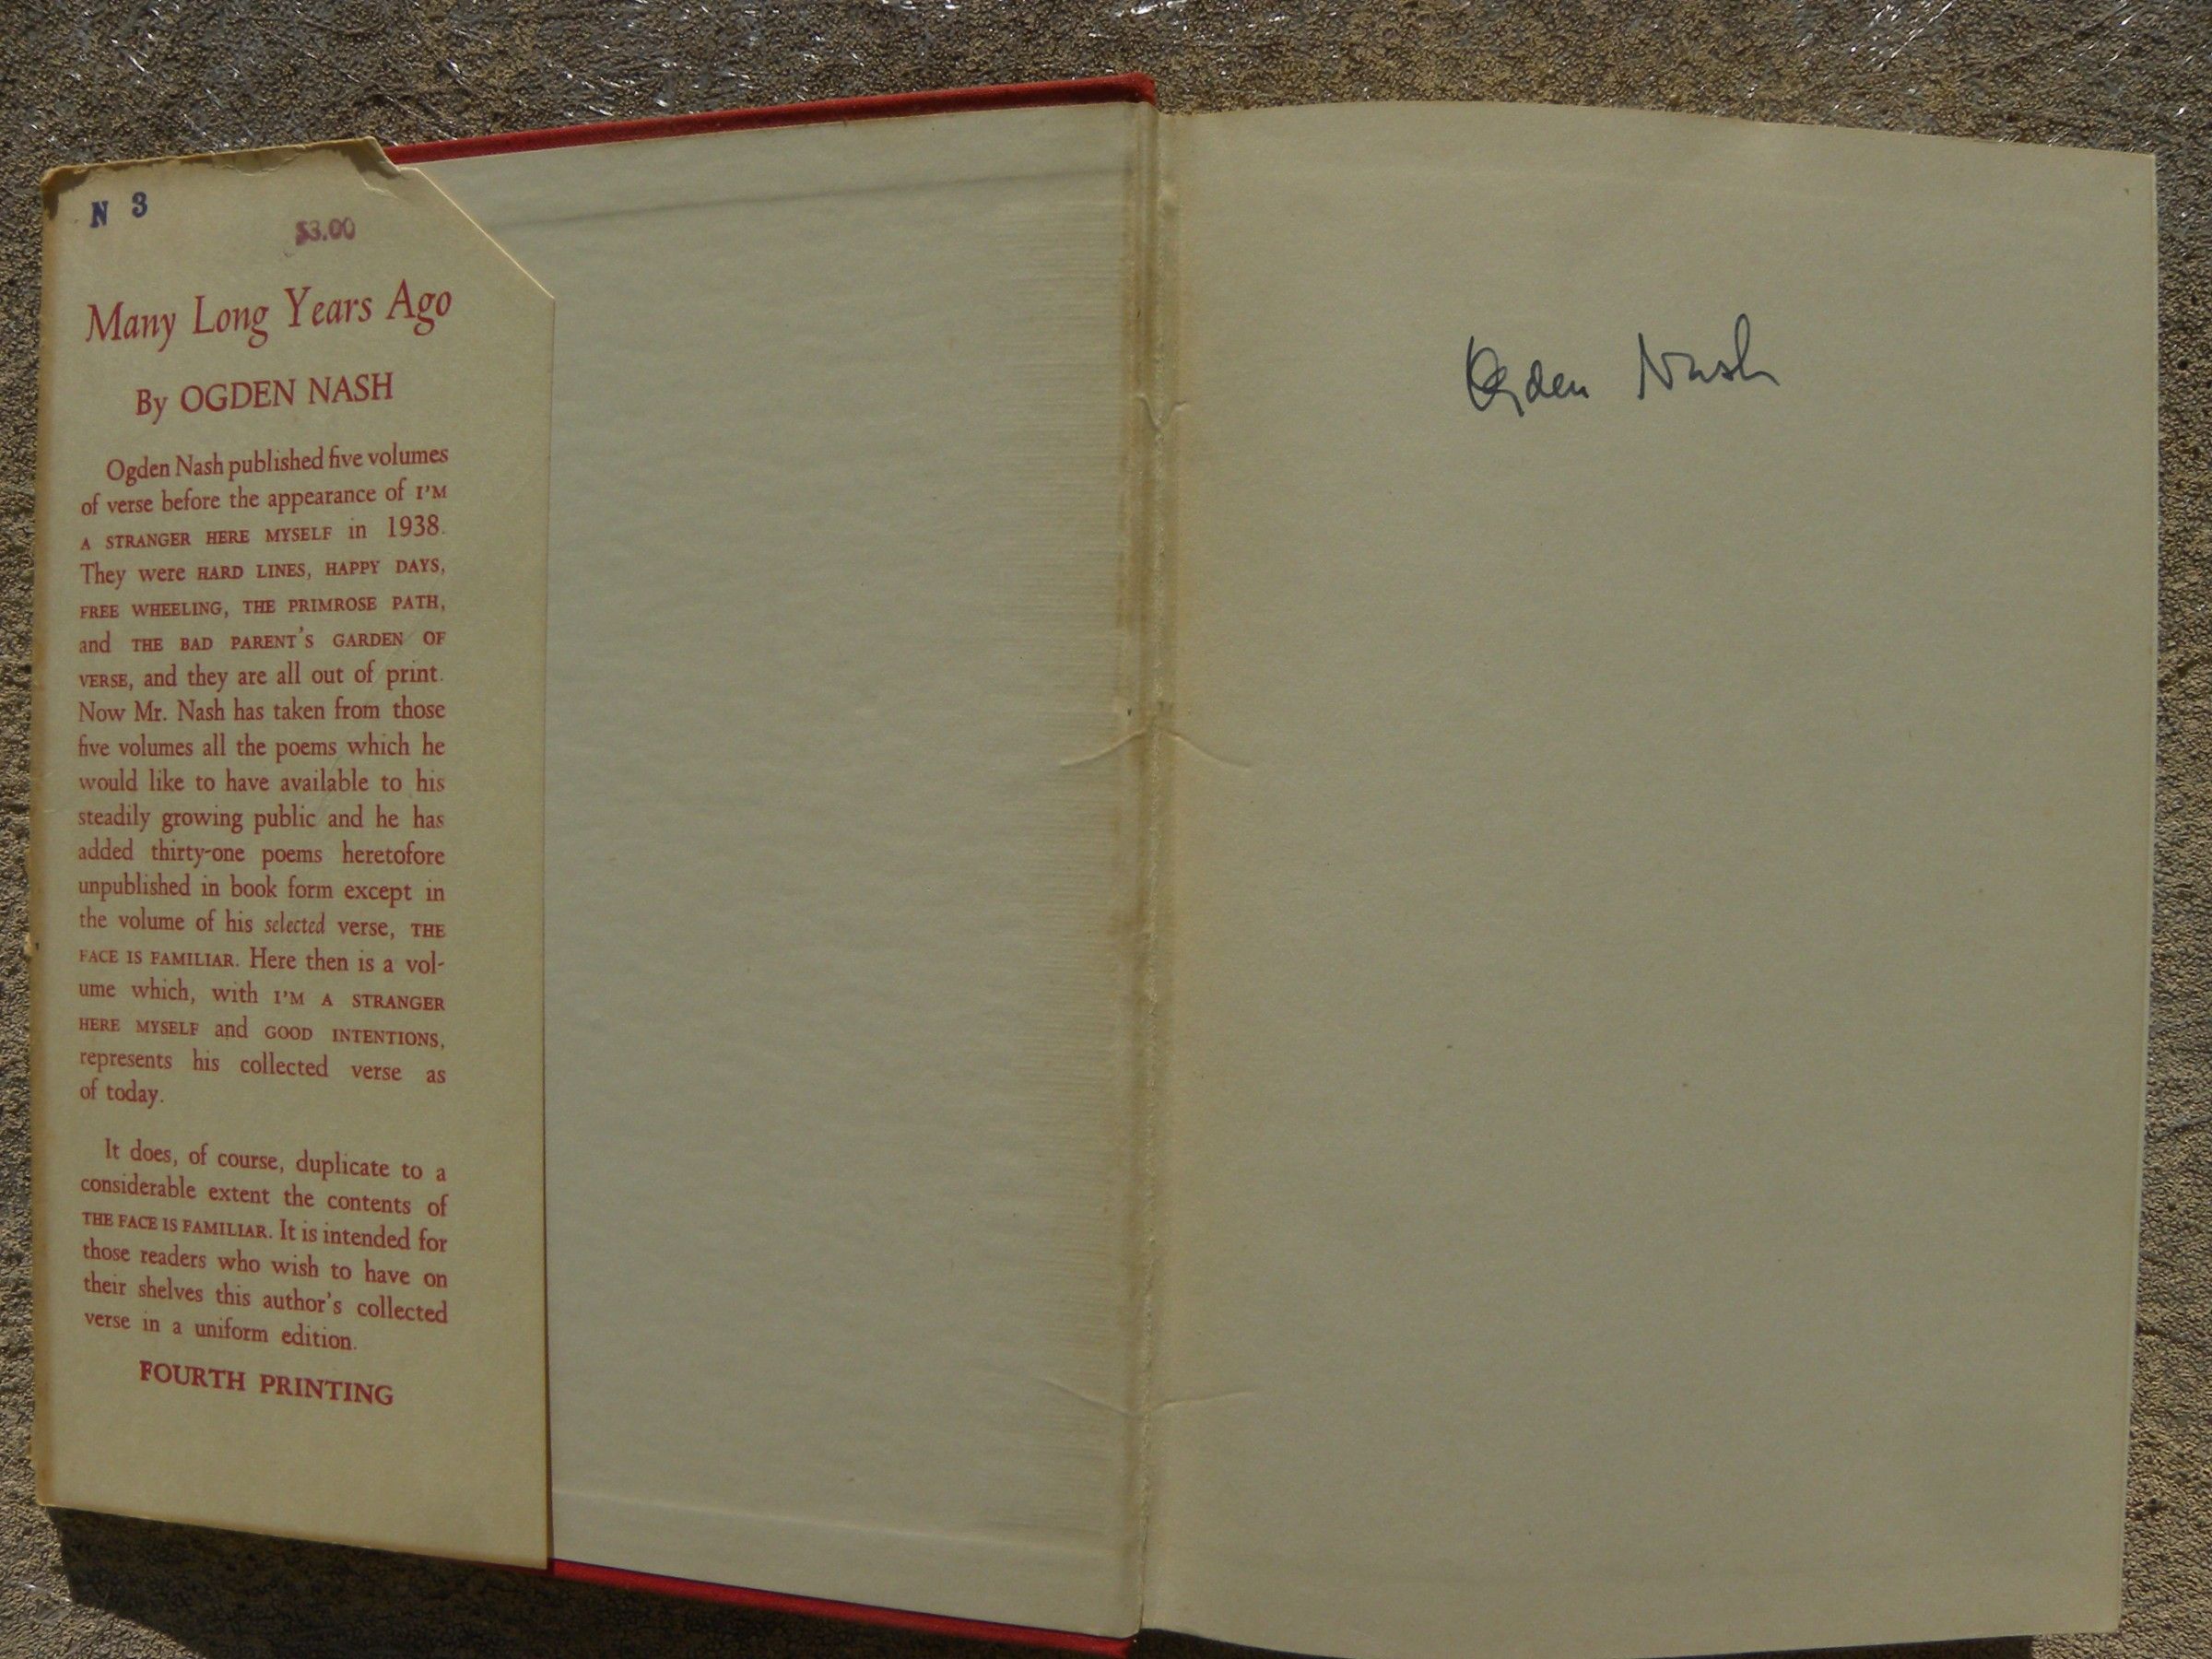 N 3
$3.00
Many Long Years Ago
By OGDEN NASH
Ogden Nash published five volumes
of verse before the appearance of I'M
A STRANGER HERE MYSELF in 1938.
They were HARD LINES, HAPPY DAYS,
FREE WHEELING, THE PRIMROSE PATH,
and THE BAD PARENT'S GARDEN OF
VERSE, and they are all out of print.
Now Mr. Nash has taken from those
five volumes all the poems which he
would like to have available to his
steadily growing public and he has
added thirty-one poems heretofore
unpublished in book form except in
the volume of his selected verse, THE
FACE IS FAMILIAR. Here then is a vol-
ume which, with I'M A STRANGER
HERE MYSELF and GOOD INTENTIONS,
represents his collected verse as
of today.
It does, of course, duplicate to a
considerable extent the contents of
THE FACE IS FAMILIAR. It is intended for
those readers who wish to have on
their shelves this author's collected
verse in a uniform edition.
FOURTH PRINTING
Ogden Nash